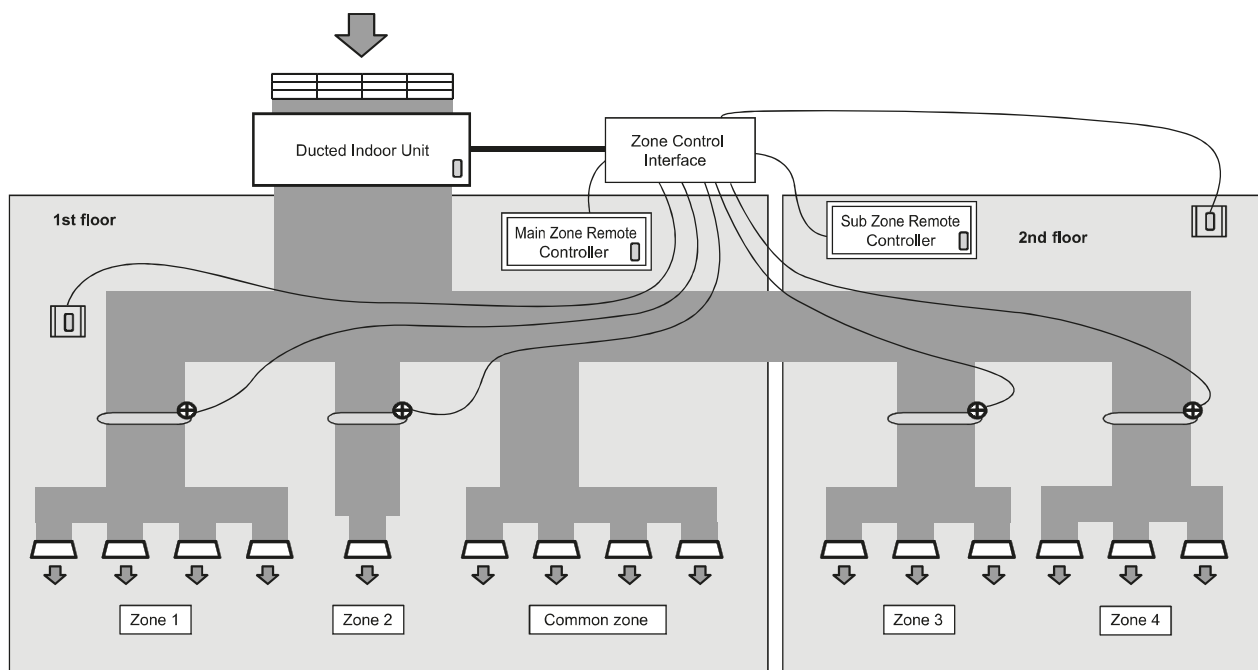 Ducted Indoor Unit
Zone Control
Interface
1st floor
Main Zone Remote
Controller
Sub Zone Remote
Controller
2nd floor
Zone 1
Zone 2
Common zone
Zone 3
Zone 4